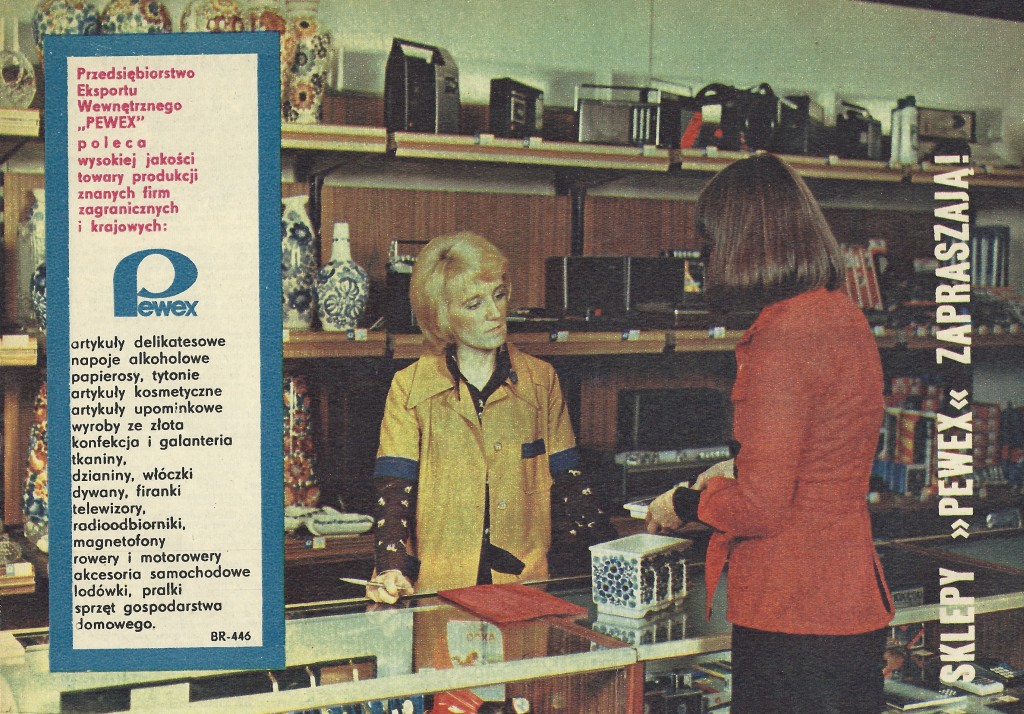 Przedsiębiorstwo
Eksportu
Wewnętrznego
„PEWEX”
poleca
wysokiej jakości
towary produkcji
znanych firm
zagranicznych
i krajowych:
Pewex
artykuły delikatesowe
napoje alkoholowe
papierosy, tytonie
artykuły kosmetyczne
artykuły upominkowe
wyroby ze złota
konfekcja i galanteria
tkaniny,
dzianiny, włóczki
dywany, firanki
telewizory,
radioodbiorniki,
magnetofony
rowery i motorowery
akcesoria samochodowe
lodówki, pralki
sprzęt gospodarstwa
domowego.
BR-446
SKLEPY »PEWEX« ZAPRASZAJĄ!